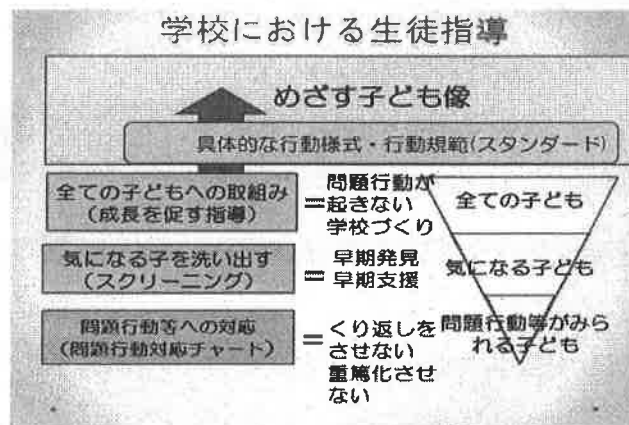 学校における生徒指導
めざす子ども像
具体的な行動様式・行動規範(スタンダード)
全ての子どもへの取組み
(成長を促す指導)
=
問題行動が
起きない
学校づくり
全ての子ども
気になる子を洗い出す
(スクリーニング)
=
早期発見
早期支援
気になる子ども
問題行動等への対応
(問題行動対応チャート)
=
くり返しを
させない
重篤化させ
ない
問題行動等がみら
れる子ども